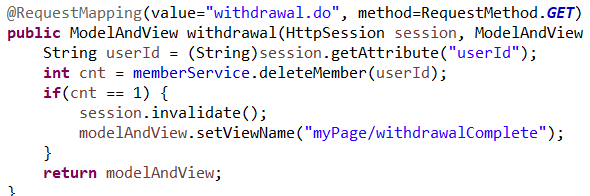 @RequestMapping(value="withdrawal.do", method=RequestMethod.GET)
public ModelAndView withdrawal(HttpSession session, ModelAndView
String userId = (String)session.getAttribute("userId");
int cnt = memberService.deleteMember(userId);
if(cnt == 1) {
session.invalidate();
modelAndView.setViewName("myPage/withdrawalComplete");
}
return modelAndView;
}